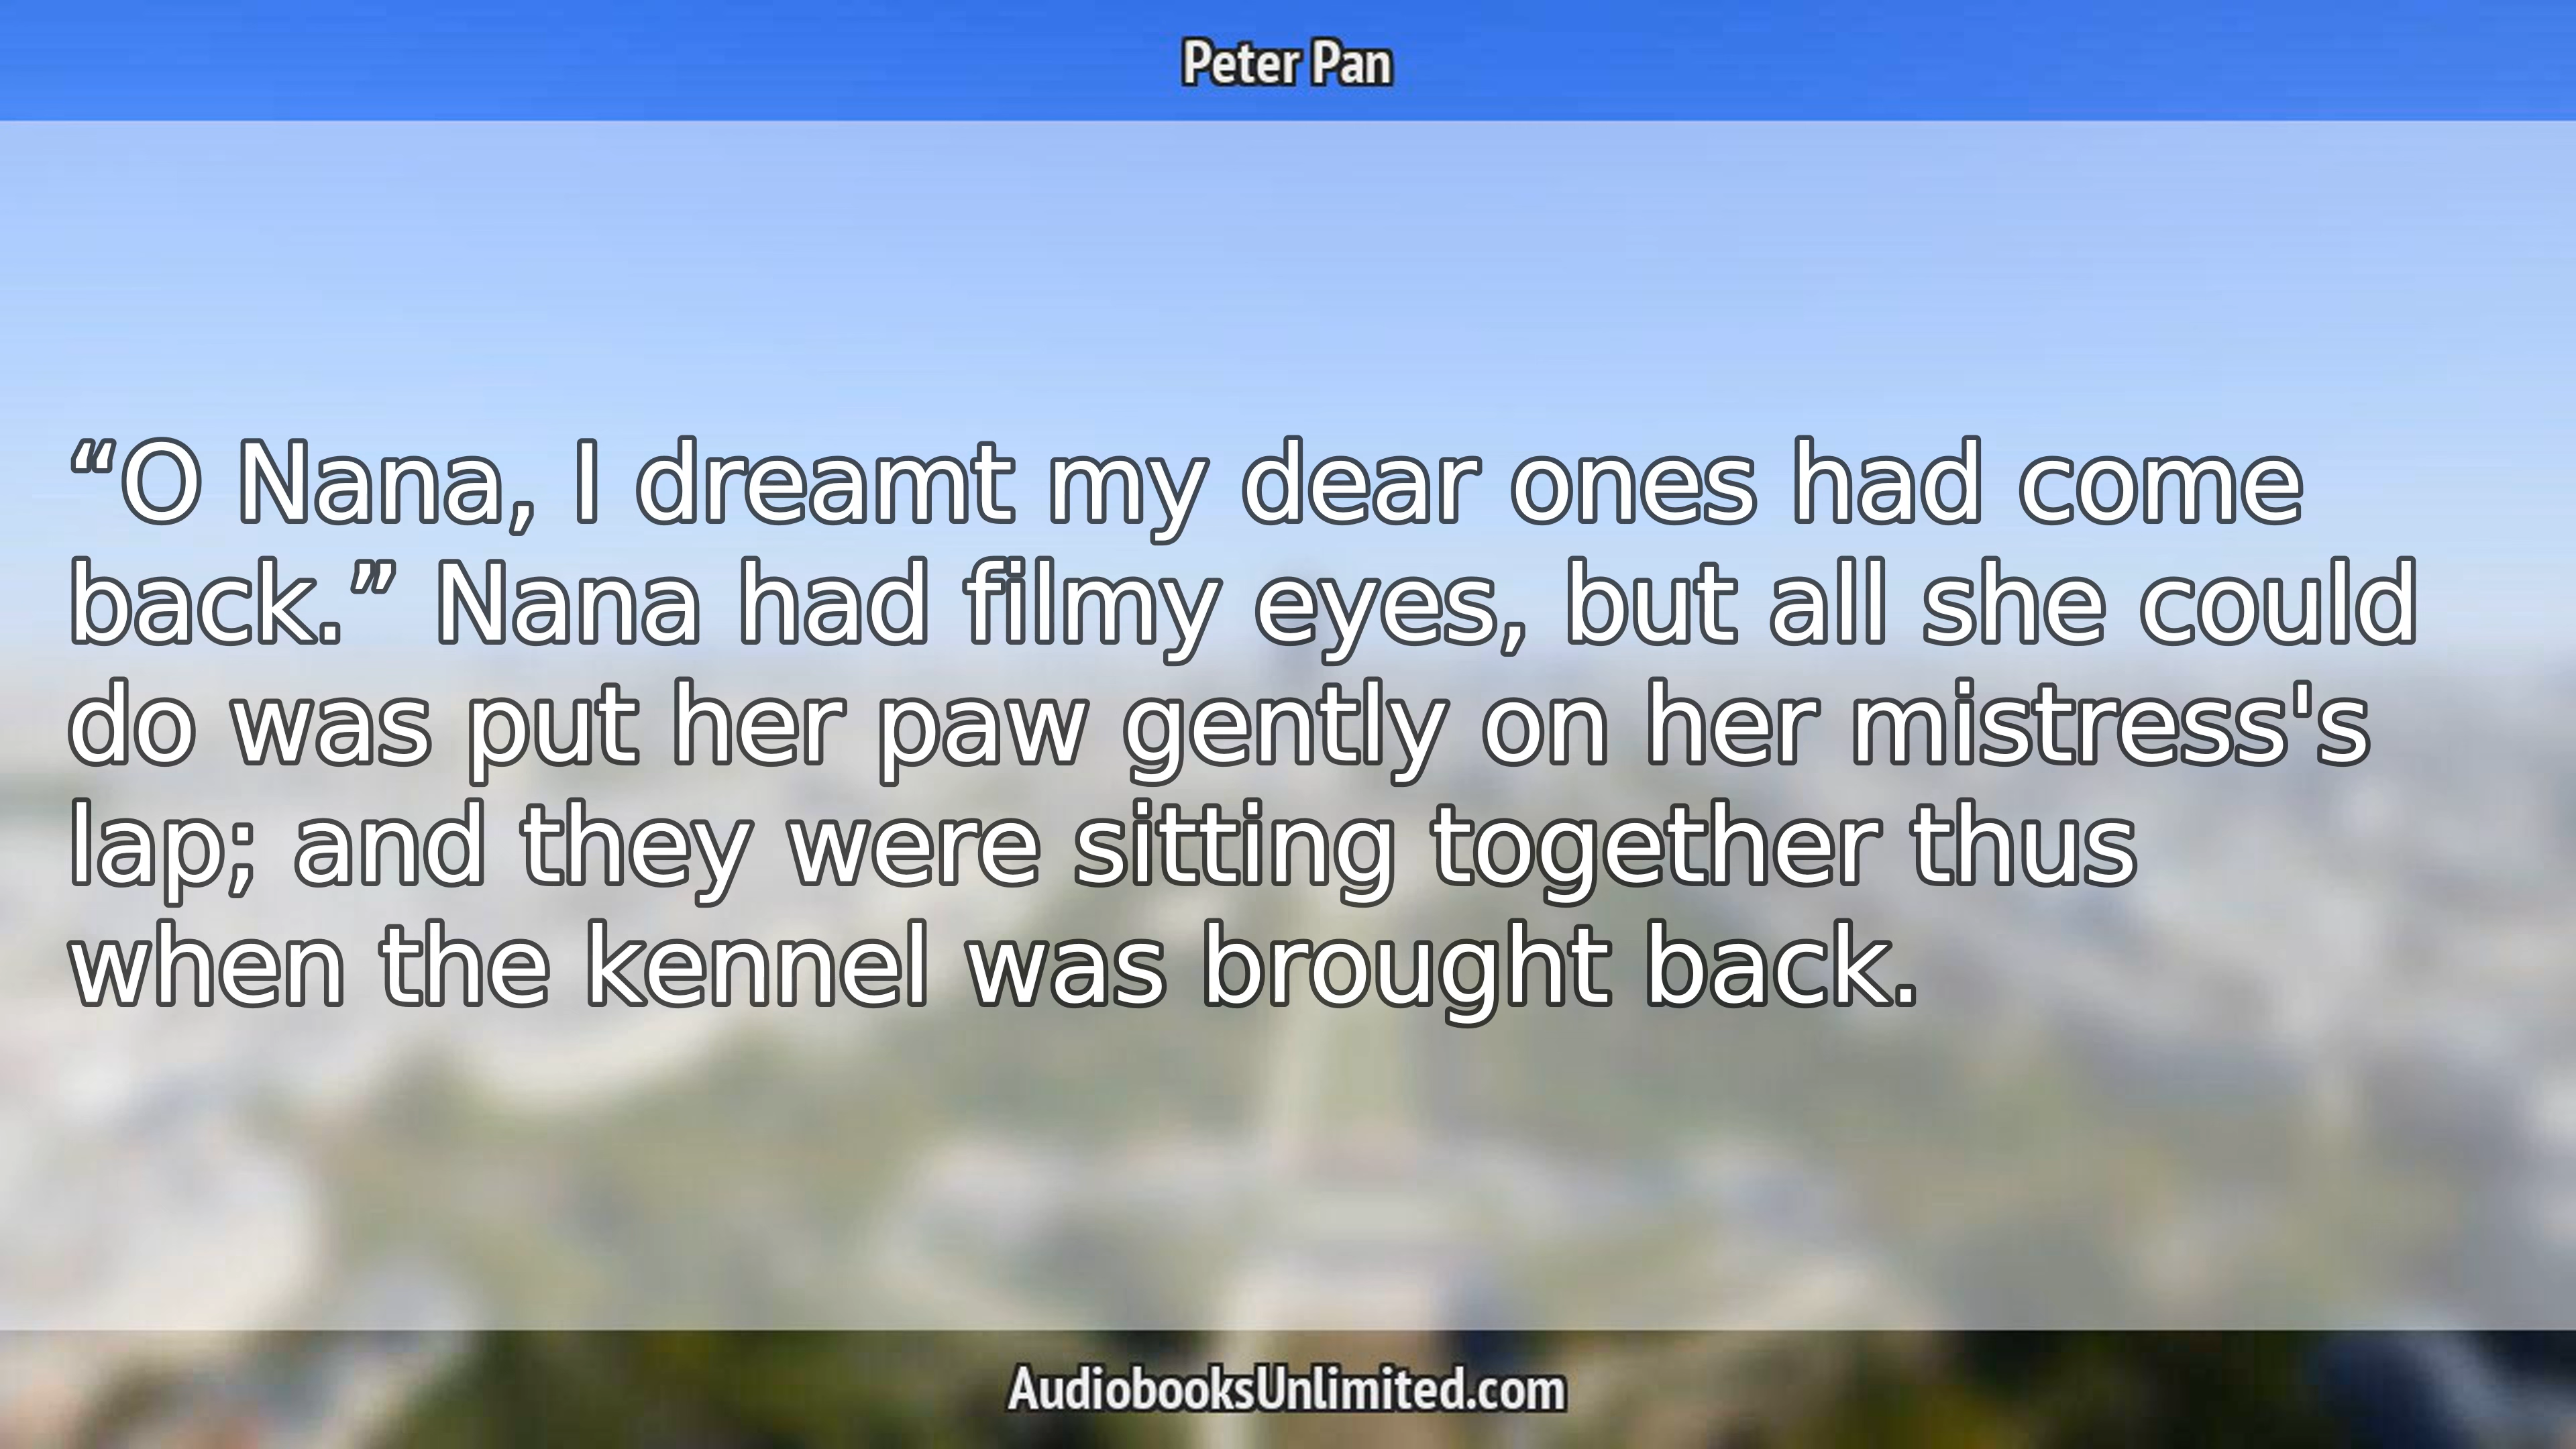 Peter Pan
“O Nana, I dreamt my dear ones had come
back.” Nana had filmy eyes, but all she could
do was put her paw gently on her mistress's
lap; and they were sitting together thus
when the kennel was brought back.
AudiobooksUnlimited.com